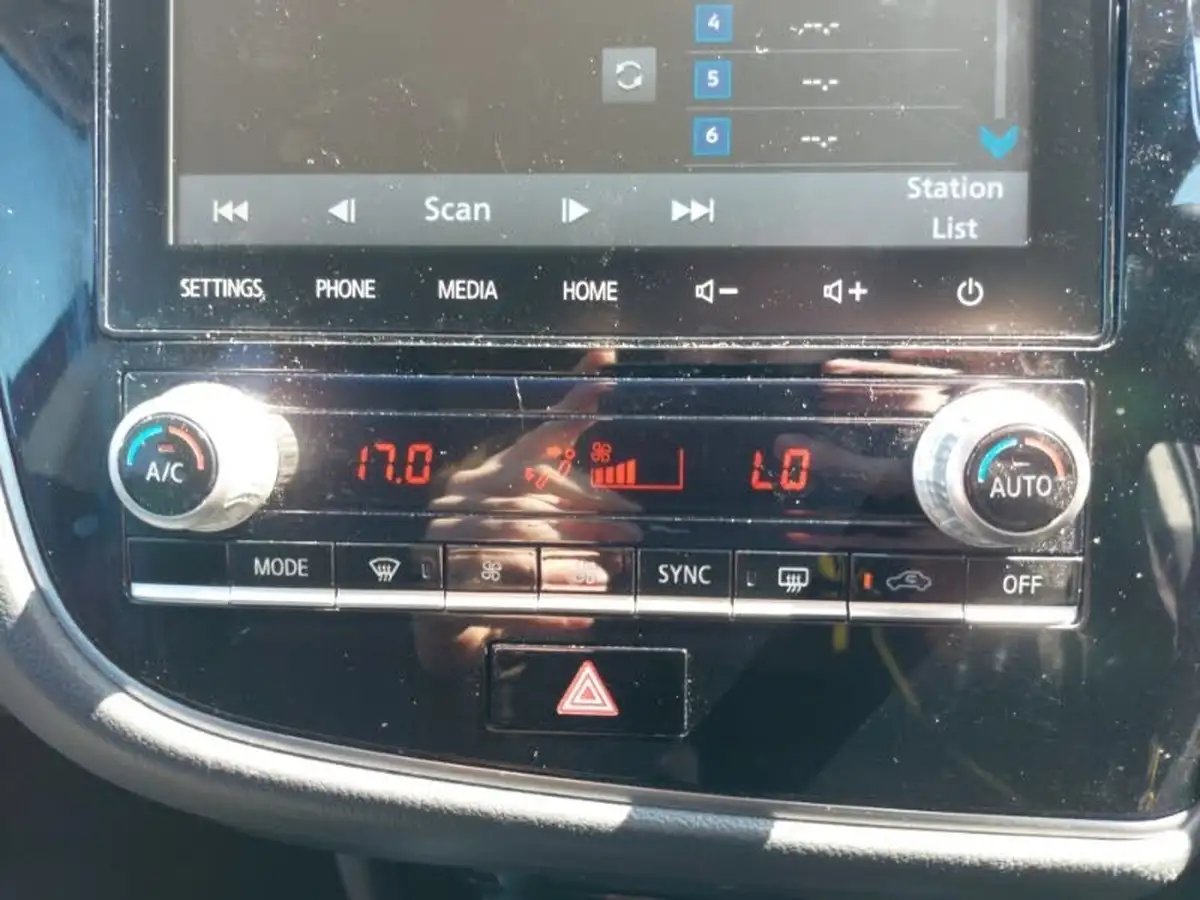 4 --.-
5 --.-
6 --.-
Scan
Station
List
SETTINGS PHONE MEDIA HOME
17.0 LO
A/C AUTO
MODE SYNC OFF